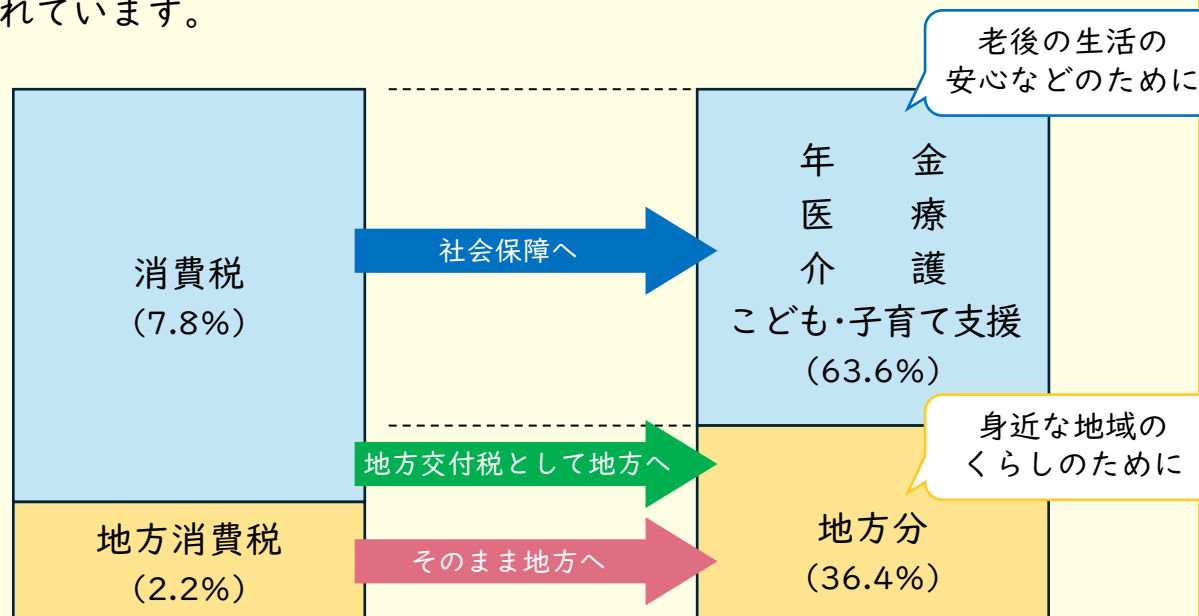 れています。
老後の生活の
安心などのために
消費税
(7.8%)
社会保障へ
年 金
医 療
介 護
こども・子育て支援
(63.6%)
地方交付税として地方へ
身近な地域の
くらしのために
地方消費税
(2.2%)
そのまま地方へ
地方分
(36.4%)